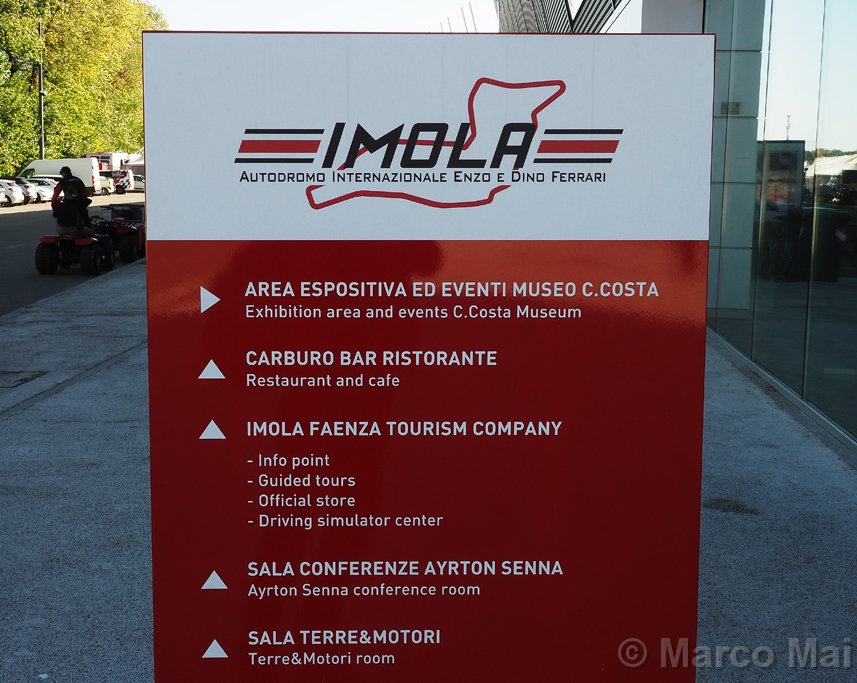 IMOLA
AUTODROMO INTERNAZIONALE ENZO E DINO FERRARI
AREA ESPOSITIVA ED EVENTI MUSEO C.COSTA
Exhibition area and events C.Costa Museum
CARBURO BAR RISTORANTE
Restaurant and cafe
IMOLA FAENZA TOURISM COMPANY
- Info point
- Guided tours
- Official store
- Driving simulator center
SALA CONFERENZE AYRTON SENNA
Ayrton Senna conference room
SALA TERRE&MOTORI
Terre&Motori room
© Marco Mai